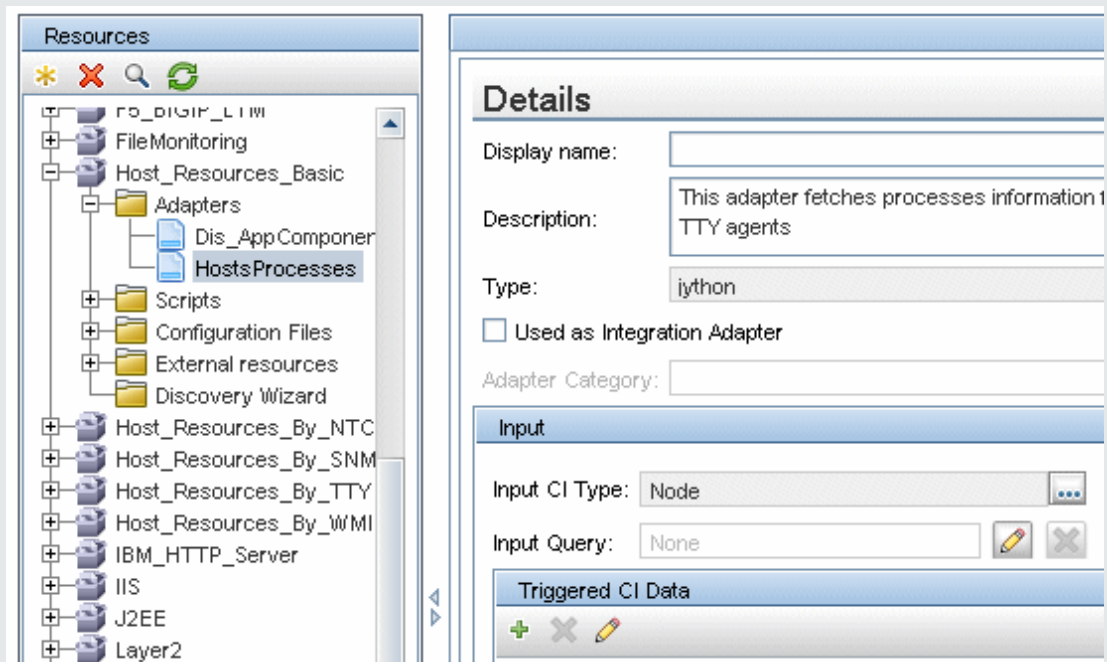 Resources
F5_BIGIP_LTM
FileMonitoring
Host_Resources_Basic
Adapters
Dis_AppComponer
HostsProcesses
Scripts
Configuration Files
External resources
Discovery Wizard
Host_Resources_By_NTC
Host_Resources_By_SNM
Host_Resources_By_TTY
Host_Resources_By_WMI
IBM_HTTP_Server
IIS
J2EE
Layer2
Details
Display name:
Description:
This adapter fetches processes information f
TTY agents
Type:
jython
Used as Integration Adapter
Adapter Category:
Input
Input CI Type:
Node
...
Input Query:
None
Triggered CI Data